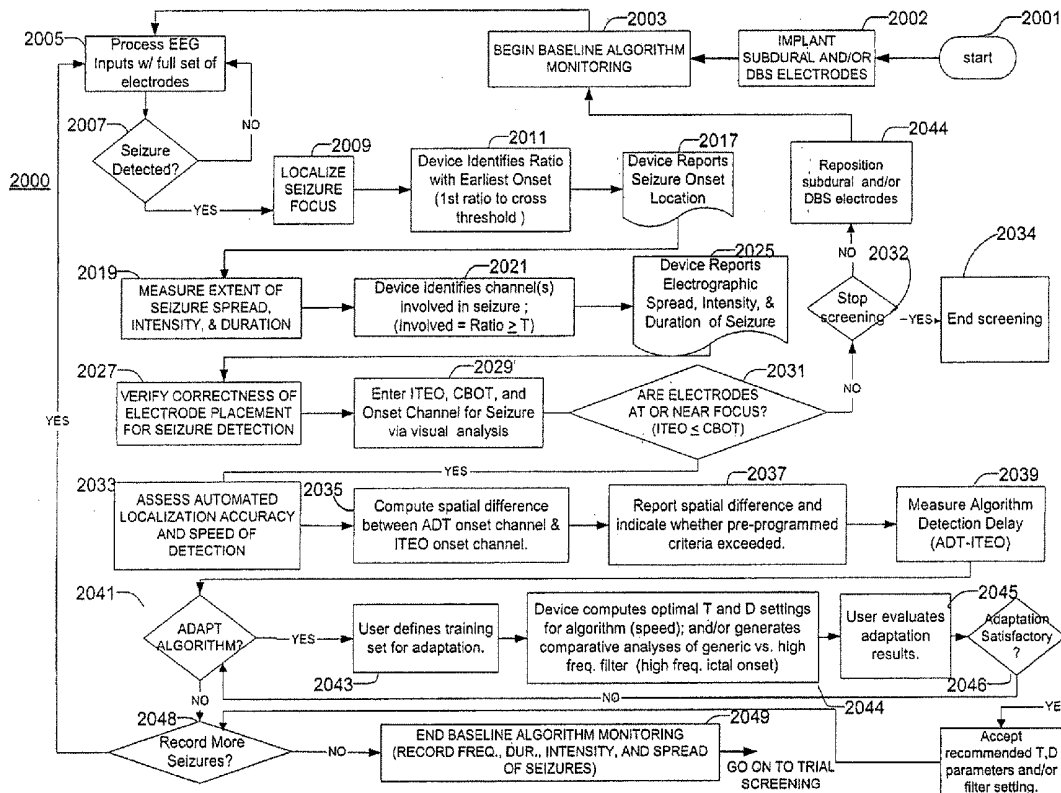 2001
start
2002
IMPLANT
SUBDURAL AND/OR
DBS ELECTRODES
2003
BEGIN BASELINE ALGORITHM
MONITORING
2005
Process EEG
Inputs w/ full set of
electrodes
2007
Seizure
Detected?
NO
YES
2000
2009
LOCALIZE
SEIZURE
FOCUS
2011
Device Identifies Ratio
with Earliest Onset
(1st ratio to cross
threshold )
2017
Device Reports
Seizure Onset
Location
2044
Reposition
subdural and/or
DBS electrodes
NO
2019
MEASURE EXTENT OF
SEIZURE SPREAD,
INTENSITY, & DURATION
2021
Device identifies channel(s)
involved in seizure ;
(involved = Ratio ≥ T)
2025
Device Reports
Electrographic
Spread, Intensity, &
Duration of Seizure
2032
Stop
screening
YES
2034
End screening
NO
2027
VERIFY CORRECTNESS OF
ELECTRODE PLACEMENT
FOR SEIZURE DETECTION
2029
Enter ITEO, CBOT, and
Onset Channel for Seizure
via visual analysis
2031
ARE ELECTRODES
AT OR NEAR FOCUS?
(ITEO ≤ CBOT)
YES
YES
2033
ASSESS AUTOMATED
LOCALIZATION ACCURACY
AND SPEED OF
DETECTION
2035
Compute spatial difference
between ADT onset channel &
ITEO onset channel.
2037
Report spatial difference and
indicate whether pre-programmed
criteria exceeded.
2039
Measure Algorithm
Detection Delay
(ADT-ITEO)
2041
ADAPT
ALGORITHM?
YES
User defines training
set for adaptation.
2043
Device computes optimal T and D settings
for algorithm (speed); and/or generates
comparative analyses of generic vs. high
freq. filter (high freq. ictal onset)
2044
2045
User evaluates
adaptation
results.
Adaptation
Satisfactory
?
2046
NO
NO
YE
2048
Record More
Seizures?
NO
2049
END BASELINE ALGORITHM MONITORING
(RECORD FREQ., DUR., INTENSITY, AND SPREAD
OF SEIZURES)
GO ON TO TRIAL
SCREENING
Accept
recommended T,D
parameters and/or
filter setting.